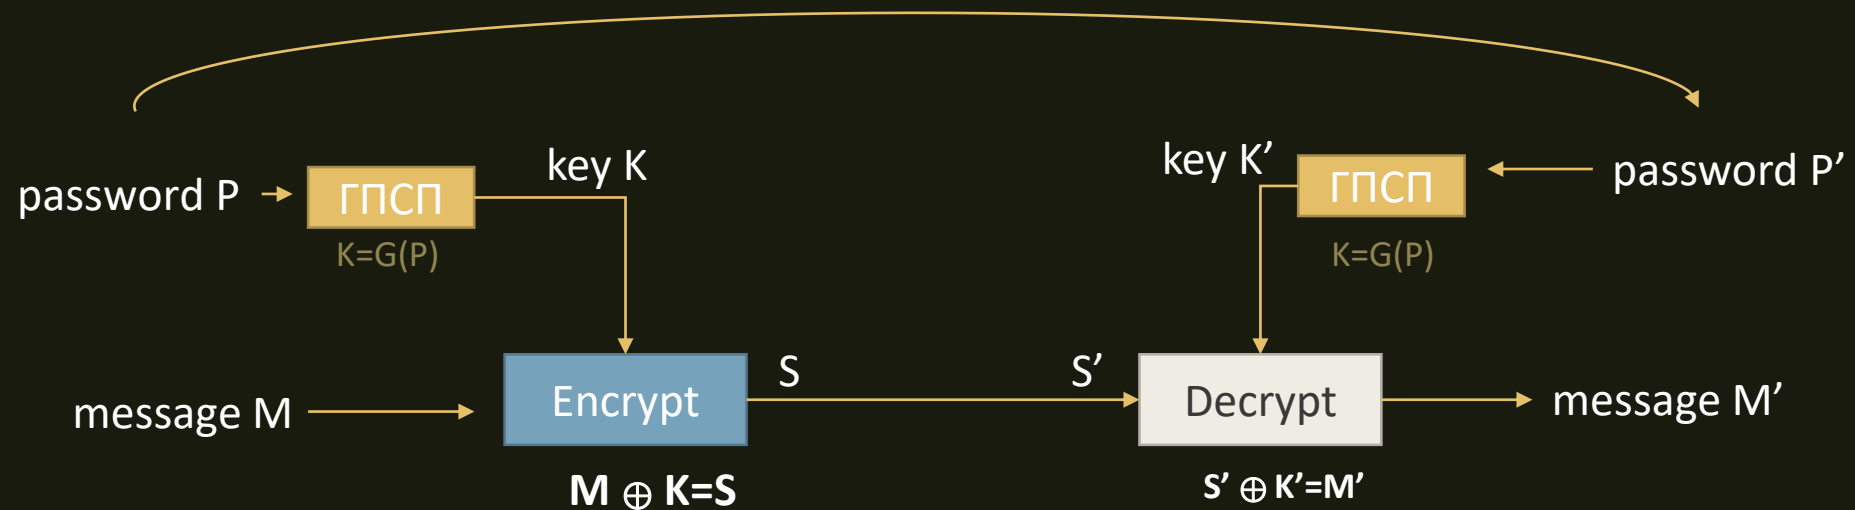 password P
ГПСП
K=G(P)
key K
key K’
ГПСП
K=G(P)
password P’
message M
Encrypt
S
S’
Decrypt
message M’
M ⊕ K=S
S’ ⊕ K’=M’